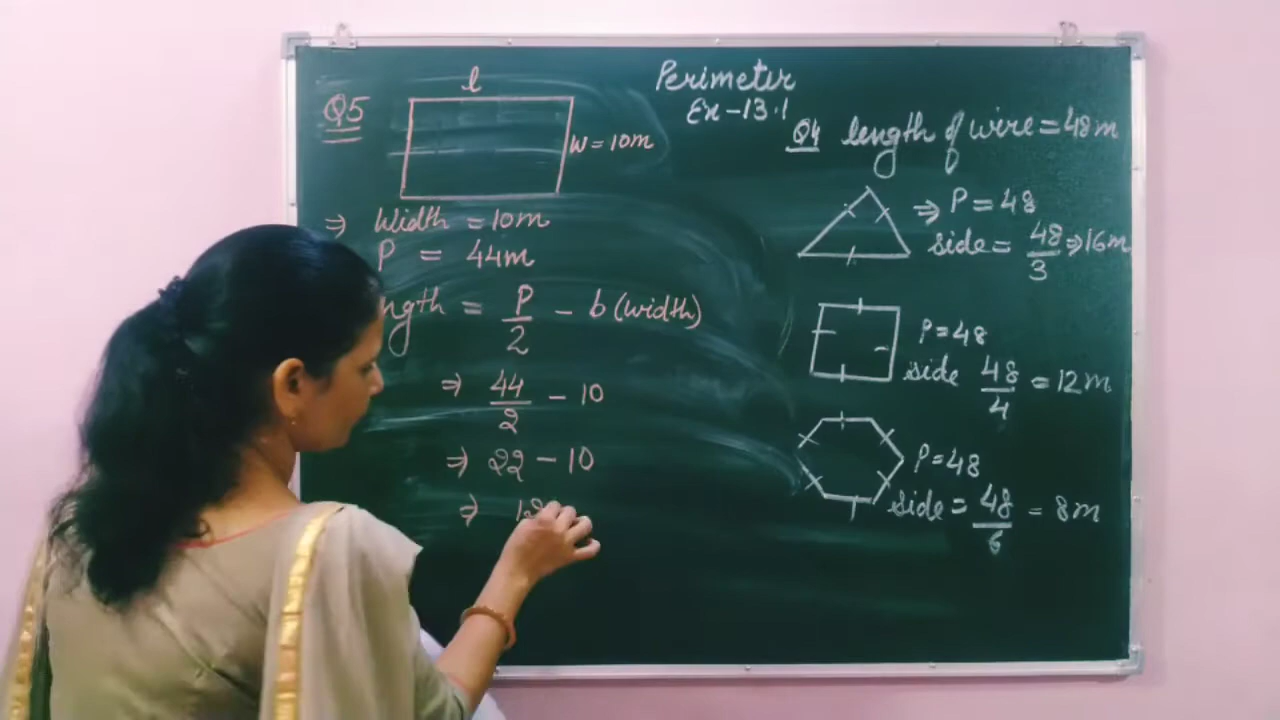 Perimeter
Ex-13.1
Q5
l
W = 10m
⇒ Width = 10m
P = 44m
ngth = P/2 - b (width)
⇒ 44/2 - 10
⇒ 22 - 10
⇒ 12
Q4 length of wire = 48m
⇒ P = 48
side = 48/3 ⇒ 16m
P = 48
side 48/4 = 12m
P = 48
side = 48/6 = 8m